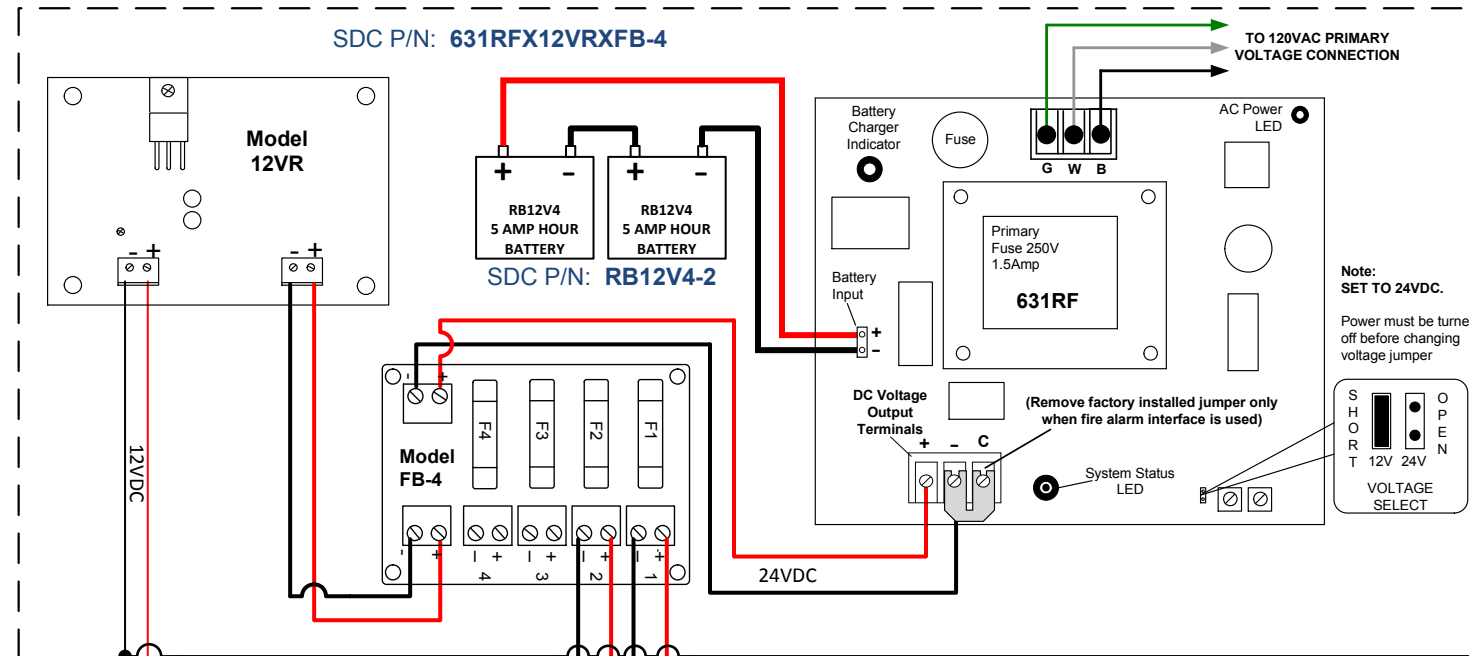 SDC P/N: 631RFX12VRXFB-4
TO 120VAC PRIMARY
VOLTAGE CONNECTION
Model
12VR
- +
- +
+ -
RB12V4
5 AMP HOUR
BATTERY
+ -
RB12V4
5 AMP HOUR
BATTERY
SDC P/N: RB12V4-2
Battery
Charger
Indicator
Fuse
G W B
AC Power
LED
Primary
Fuse 250V
1.5Amp
631RF
Battery
Input
+
-
Note:
SET TO 24VDC.
Power must be turne
off before changing
voltage jumper
SHORT
12V 24V
OPEN
VOLTAGE
SELECT
DC Voltage
Output
Terminals
+ - C
(Remove factory installed jumper only
when fire alarm interface is used)
System Status
LED
- +
F4
F3
F2
F1
Model
FB-4
- +
- +
4
- +
3
- +
2
- +
1
12VDC
24VDC